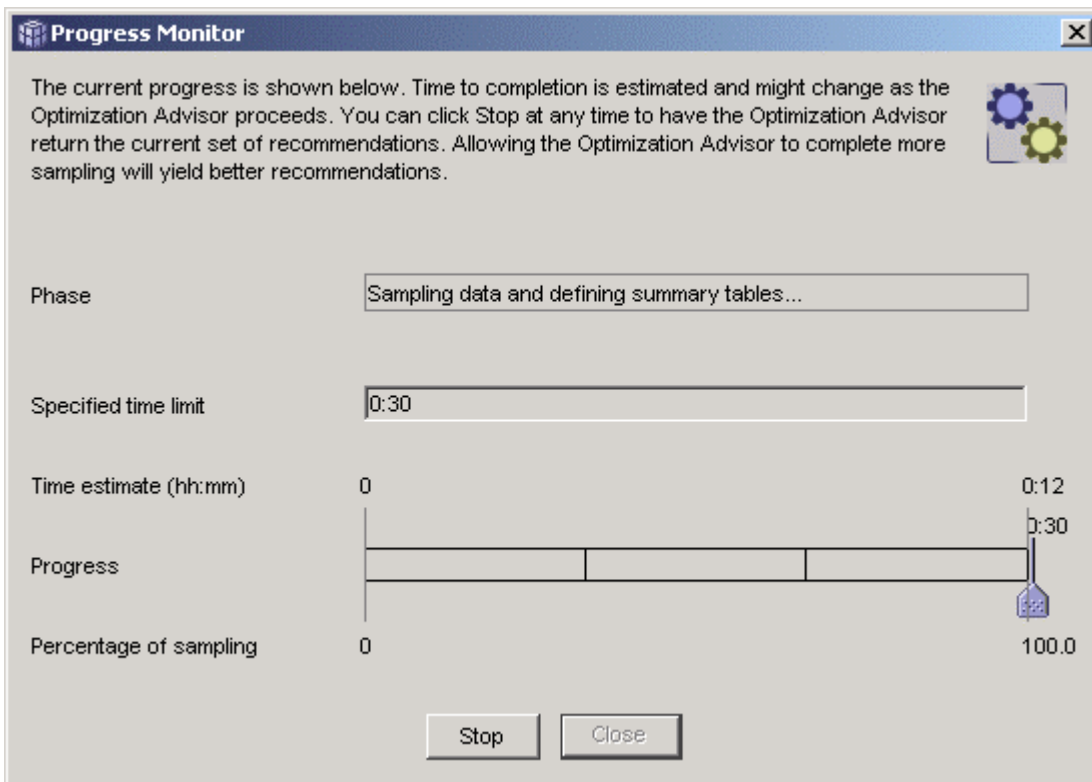 Progress Monitor
The current progress is shown below. Time to completion is estimated and might change as the
Optimization Advisor proceeds. You can click Stop at any time to have the Optimization Advisor
return the current set of recommendations. Allowing the Optimization Advisor to complete more
sampling will yield better recommendations.
Phase
Sampling data and defining summary tables...
Specified time limit
0:30
Time estimate (hh:mm)
0
0:12
0:30
Progress
Percentage of sampling
0
100.0
Stop
Close